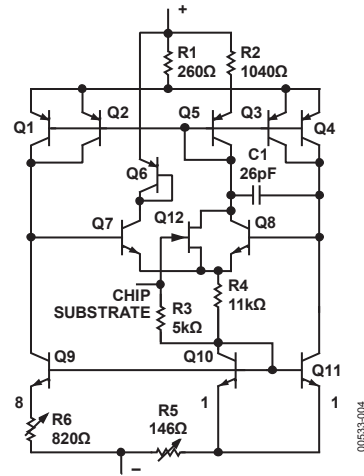 +
R1
260Ω
R2
1040Ω
Q1
Q2
Q5
Q3
Q4
C1
26pF
Q6
Q7
Q12
Q8
CHIP
SUBSTRATE
R4
11kΩ
R3
5kΩ
Q9
Q10
Q11
8
1
1
R6
820Ω
R5
146Ω
–
00533-004